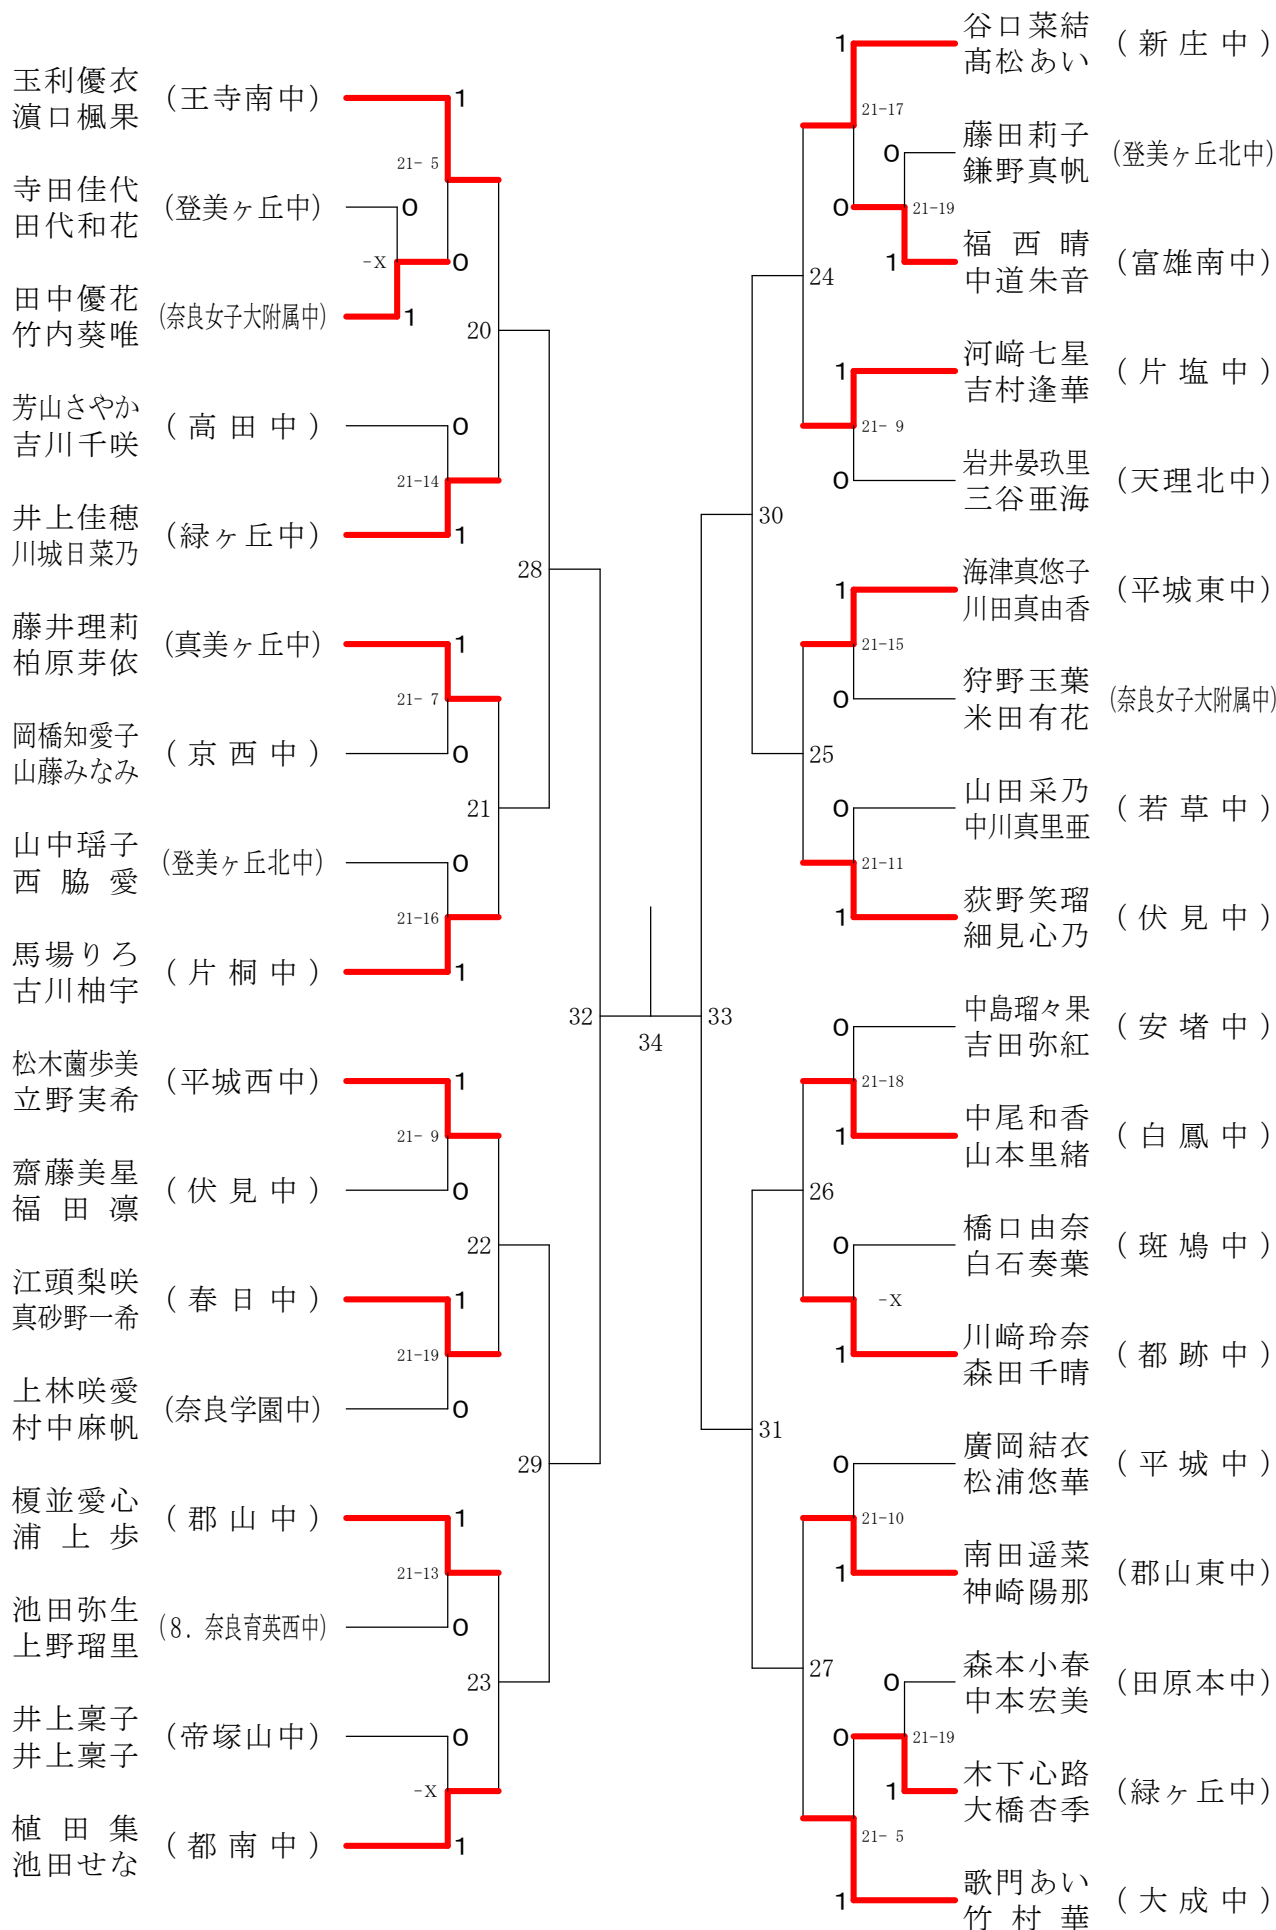 玉利優衣
濵口楓果
(王寺南中)
1
21- 5
寺田佳代
田代和花
(登美ヶ丘中)
0
-X
0
田中優花
竹内葵唯
(奈良女子大附属中)
1
20
芳山さやか
吉川千咲
(高田中)
0
21-14
井上佳穂
川城日菜乃
(緑ヶ丘中)
1
28
藤井理莉
柏原芽依
(真美ヶ丘中)
1
21- 7
岡橋知愛子
山藤みなみ
(京西中)
0
21
山中瑶子
西脇愛
(登美ヶ丘北中)
0
21-16
馬場りろ
古川柚宇
(片桐中)
1
32
松木薗歩美
立野実希
(平城西中)
1
21- 9
齋藤美星
福田凛
(伏見中)
0
22
江頭梨咲
真砂野一希
(春日中)
1
21-19
上林咲愛
村中麻帆
(奈良学園中)
0
29
榎並愛心
浦上歩
(郡山中)
1
21-13
池田弥生
上野瑠里
(8. 奈良育英西中)
0
23
井上稟子
井上稟子
(帝塚山中)
0
-X
植田集
池田せな
(都南中)
1
34
1
谷口菜結
髙松あい
(新庄中)
21-17
0
藤田莉子
鎌野真帆
(登美ヶ丘北中)
0
21-19
1
福西晴
中道朱音
(富雄南中)
24
1
河﨑七星
吉村逢華
(片塩中)
21- 9
0
岩井晏玖里
三谷亜海
(天理北中)
30
1
海津真悠子
川田真由香
(平城東中)
21-15
0
狩野玉葉
米田有花
(奈良女子大附属中)
25
0
山田采乃
中川真里亜
(若草中)
21-11
1
荻野笑瑠
細見心乃
(伏見中)
33
0
中島瑠々果
吉田弥紅
(安堵中)
21-18
1
中尾和香
山本里緒
(白鳳中)
26
0
橋口由奈
白石奏葉
(斑鳩中)
-X
1
川﨑玲奈
森田千晴
(都跡中)
31
0
廣岡結衣
松浦悠華
(平城中)
21-10
1
南田遥菜
神崎陽那
(郡山東中)
27
0
森本小春
中本宏美
(田原本中)
0
21-19
1
木下心路
大橋杏季
(緑ヶ丘中)
21- 5
1
歌門あい
竹村華
(大成中)